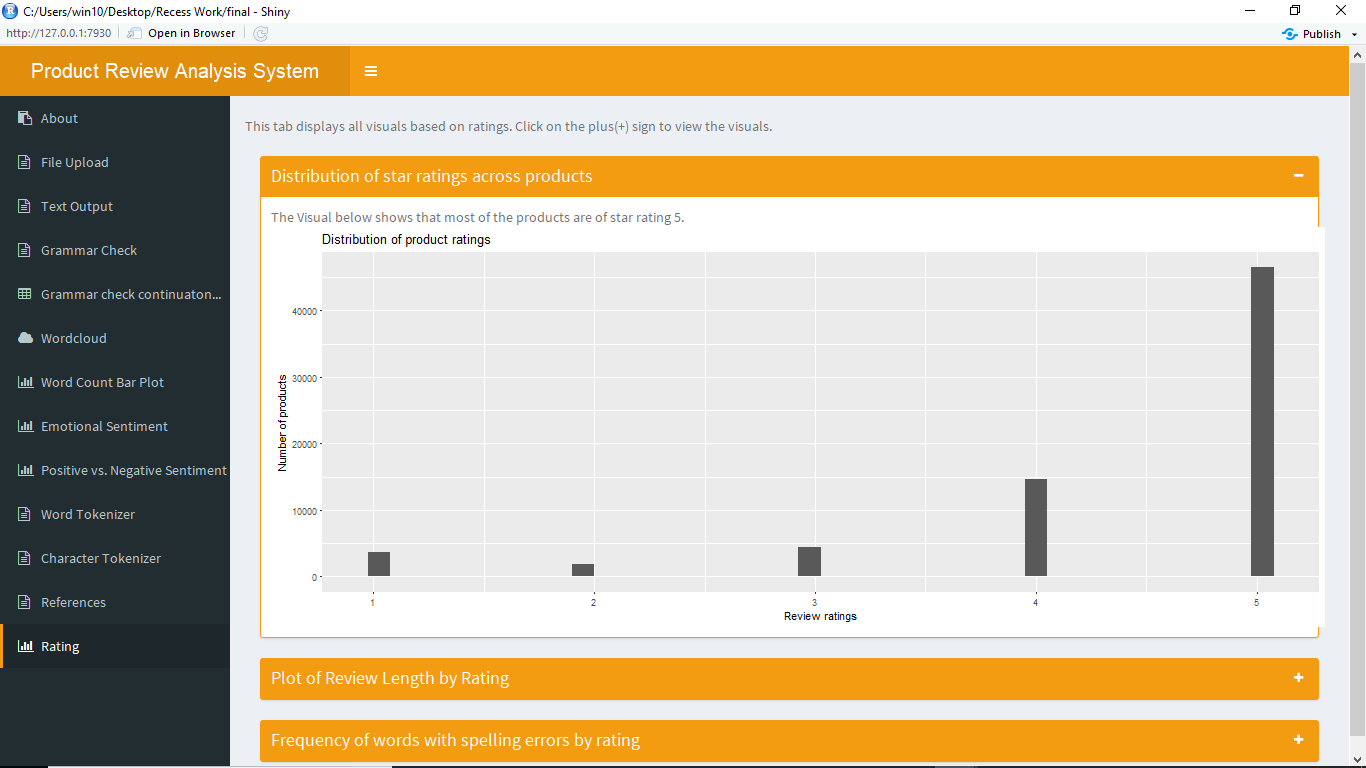 C:/Users/win10/Desktop/Recess Work/final - Shiny
http://127.0.0.1:7930 Open in Browser Publish
Product Review Analysis System
About
File Upload
Text Output
Grammar Check
Grammar check continuaton...
Wordcloud
Word Count Bar Plot
Emotional Sentiment
Positive vs. Negative Sentiment
Word Tokenizer
Character Tokenizer
References
Rating
This tab displays all visuals based on ratings. Click on the plus(+) sign to view the visuals.
Distribution of star ratings across products
The Visual below shows that most of the products are of star rating 5.
Distribution of product ratings
Number of products
40000
30000
20000
10000
0
1 2 3 4 5
Review ratings
Plot of Review Length by Rating
Frequency of words with spelling errors by rating